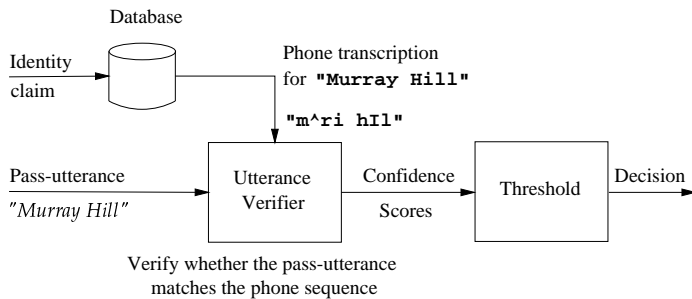 Database
Identity
claim
Phone transcription
for "Murray Hill"
"m^ri hIl"
Pass-utterance
"Murray Hill"
Utterance
Verifier
Confidence
Scores
Threshold
Decision
Verify whether the pass-utterance
matches the phone sequence